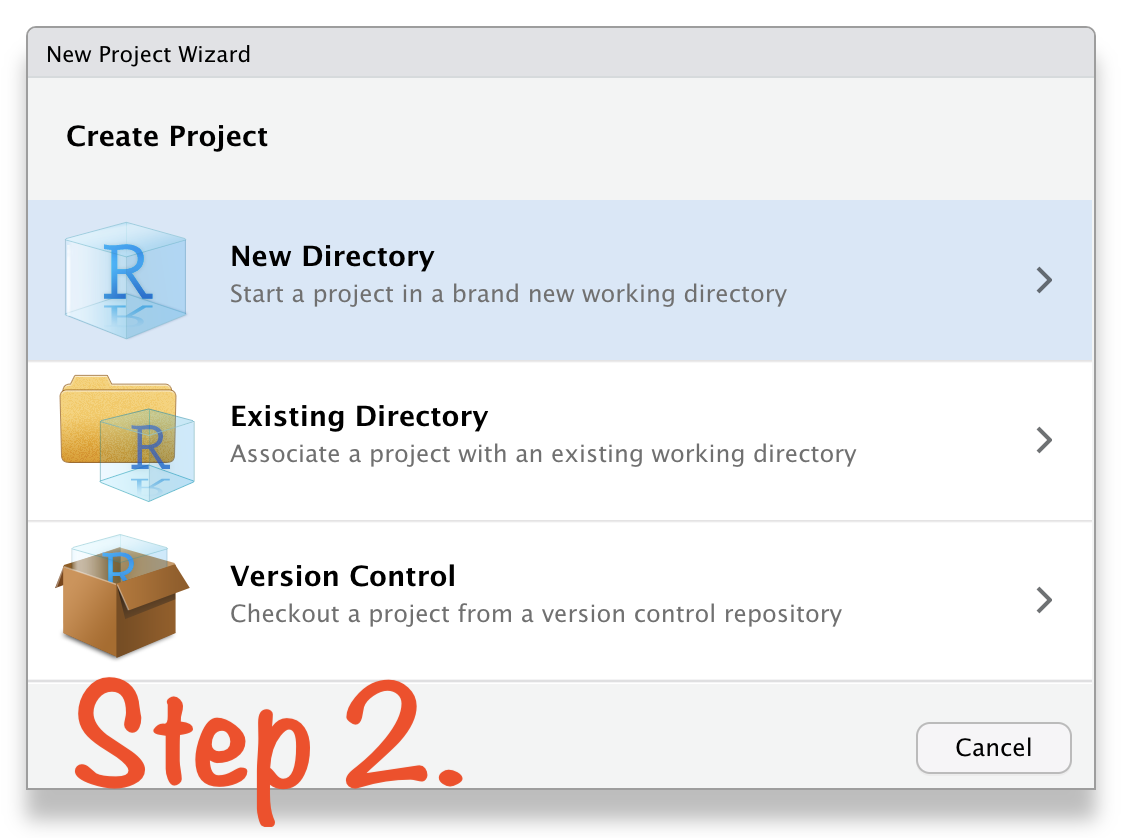 New Project Wizard
Create Project
R
New Directory
Start a project in a brand new working directory
R
Existing Directory
Associate a project with an existing working directory
R
Version Control
Checkout a project from a version control repository
Step 2.
Cancel